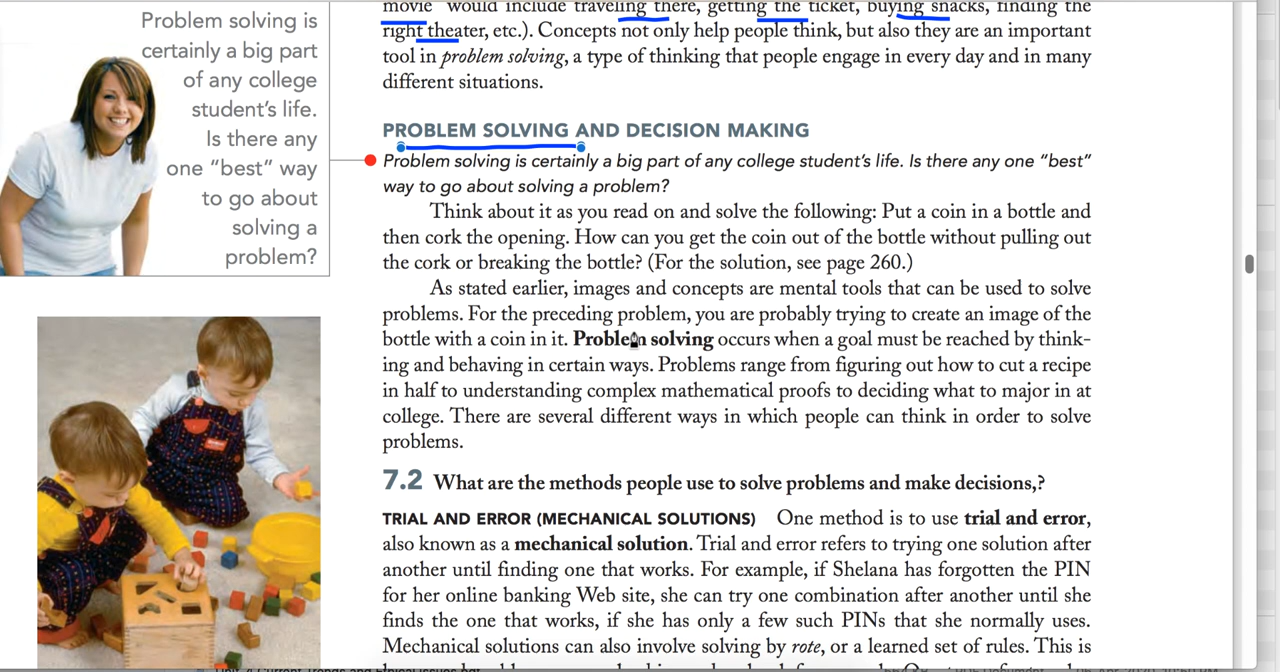 Problem solving is
certainly a big part
of any college
student's life.
Is there any
one “best” way
to go about
solving a
problem?
movie” would include traveling there, getting the ticket, buying snacks, finding the
right theater, etc.). Concepts not only help people think, but also they are an important
tool in problem solving, a type of thinking that people engage in every day and in many
different situations.
PROBLEM SOLVING AND DECISION MAKING
Problem solving is certainly a big part of any college student's life. Is there any one “best”
way to go about solving a problem?
Think about it as you read on and solve the following: Put a coin in a bottle and
then cork the opening. How can you get the coin out of the bottle without pulling out
the cork or breaking the bottle? (For the solution, see page 260.)
As stated earlier, images and concepts are mental tools that can be used to solve
problems. For the preceding problem, you are probably trying to create an image of the
bottle with a coin in it. Problem solving occurs when a goal must be reached by think-
ing and behaving in certain ways. Problems range from figuring out how to cut a recipe
in half to understanding complex mathematical proofs to deciding what to major in at
college. There are several different ways in which people can think in order to solve
problems.
7.2 What are the methods people use to solve problems and make decisions,?
TRIAL AND ERROR (MECHANICAL SOLUTIONS) One method is to use trial and error,
also known as a mechanical solution. Trial and error refers to trying one solution after
another until finding one that works. For example, if Shelana has forgotten the PIN
for her online banking Web site, she can try one combination after another until she
finds the one that works, if she has only a few such PINs that she normally uses.
Mechanical solutions can also involve solving by rote, or a learned set of rules. This is